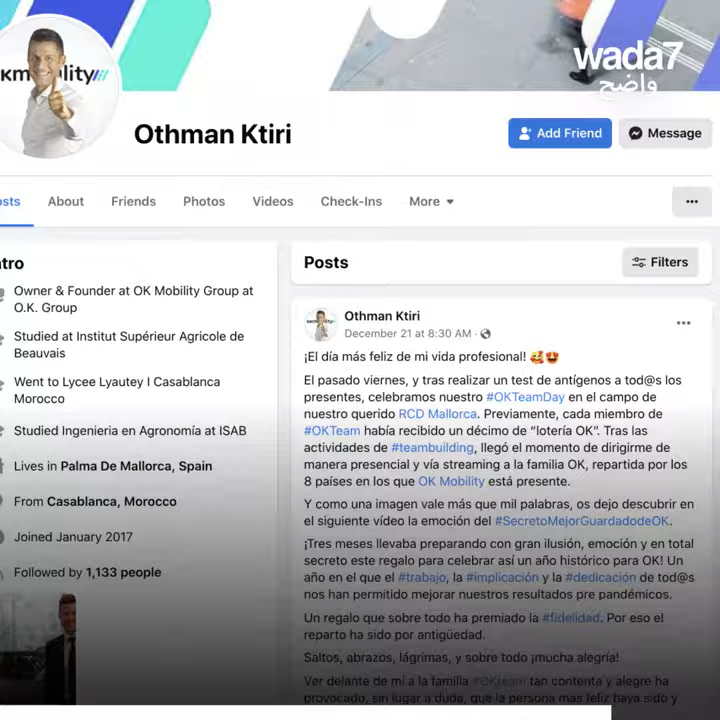 wada7
واضح
Othman Ktiri
Add Friend
Message
About
Friends
Photos
Videos
Check-Ins
More
Posts
Filters
Owner & Founder at OK Mobility Group at
O.K. Group
Studied at Institut Supérieur Agricole de
Beauvais
Went to Lycee Lyautey I Casablanca
Morocco
Studied Ingenieria en Agronomía at ISAB
Lives in Palma De Mallorca, Spain
From Casablanca, Morocco
Joined January 2017
Followed by 1,133 people
Othman Ktiri
December 21 at 8:30 AM ·
¡El día más feliz de mi vida profesional! 🥰😍
El pasado viernes, y tras realizar un test de antígenos a tod@s los
presentes, celebramos nuestro #OKTeamDay en el campo de
nuestro querido RCD Mallorca. Previamente, cada miembro de
#OKTeam había recibido un décimo de “lotería OK”. Tras las
actividades de #teambuilding, llegó el momento de dirigirme de
manera presencial y vía streaming a la familia OK, repartida por los
8 países en los que OK Mobility está presente.
Y como una imagen vale más que mil palabras, os dejo descubrir en
el siguiente vídeo la emoción del #SecretoMejorGuardadodeOK.
¡Tres meses llevaba preparando con gran ilusión, emoción y en total
secreto este regalo para celebrar así un año histórico para OK! Un
año en el que el #trabajo, la #implicación y la #dedicación de tod@s
nos han permitido mejorar nuestros resultados pre pandémicos.
Un regalo que sobre todo ha premiado la #fidelidad. Por eso el
reparto ha sido por antigüedad.
Saltos, abrazos, lágrimas, y sobre todo ¡mucha alegría!
Ver delante de mí a la familia #OKteam tan contenta y alegre ha
provocado, sin lugar a duda, que la persona mas feliz haya sido y